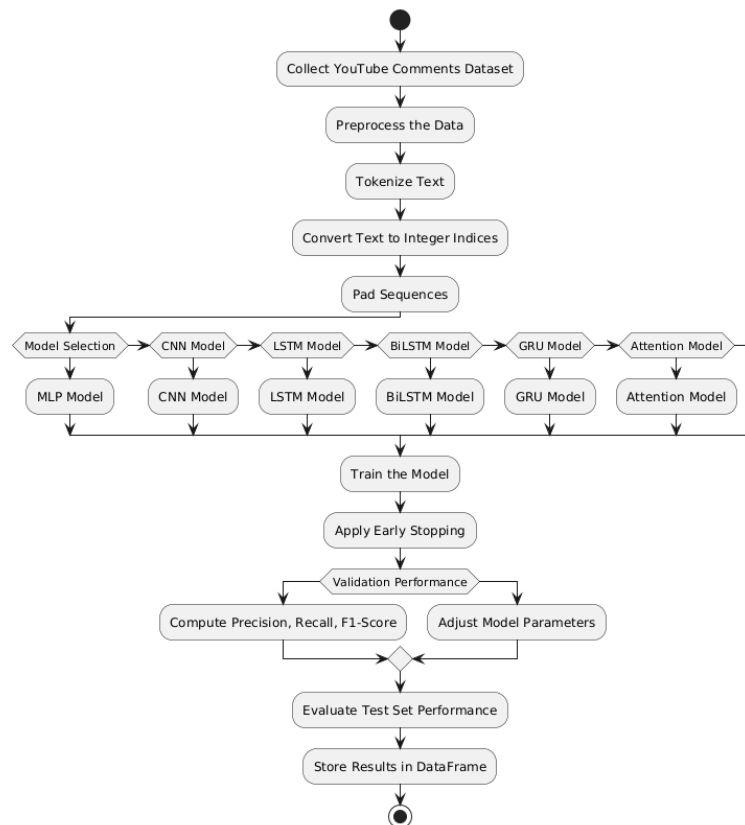 Collect YouTube Comments Dataset
Preprocess the Data
Tokenize Text
Convert Text to Integer Indices
Pad Sequences
Model Selection
CNN Model
LSTM Model
BiLSTM Model
GRU Model
Attention Model
MLP Model
CNN Model
LSTM Model
BiLSTM Model
GRU Model
Attention Model
Train the Model
Apply Early Stopping
Validation Performance
Compute Precision, Recall, F1-Score
Adjust Model Parameters
Evaluate Test Set Performance
Store Results in DataFrame